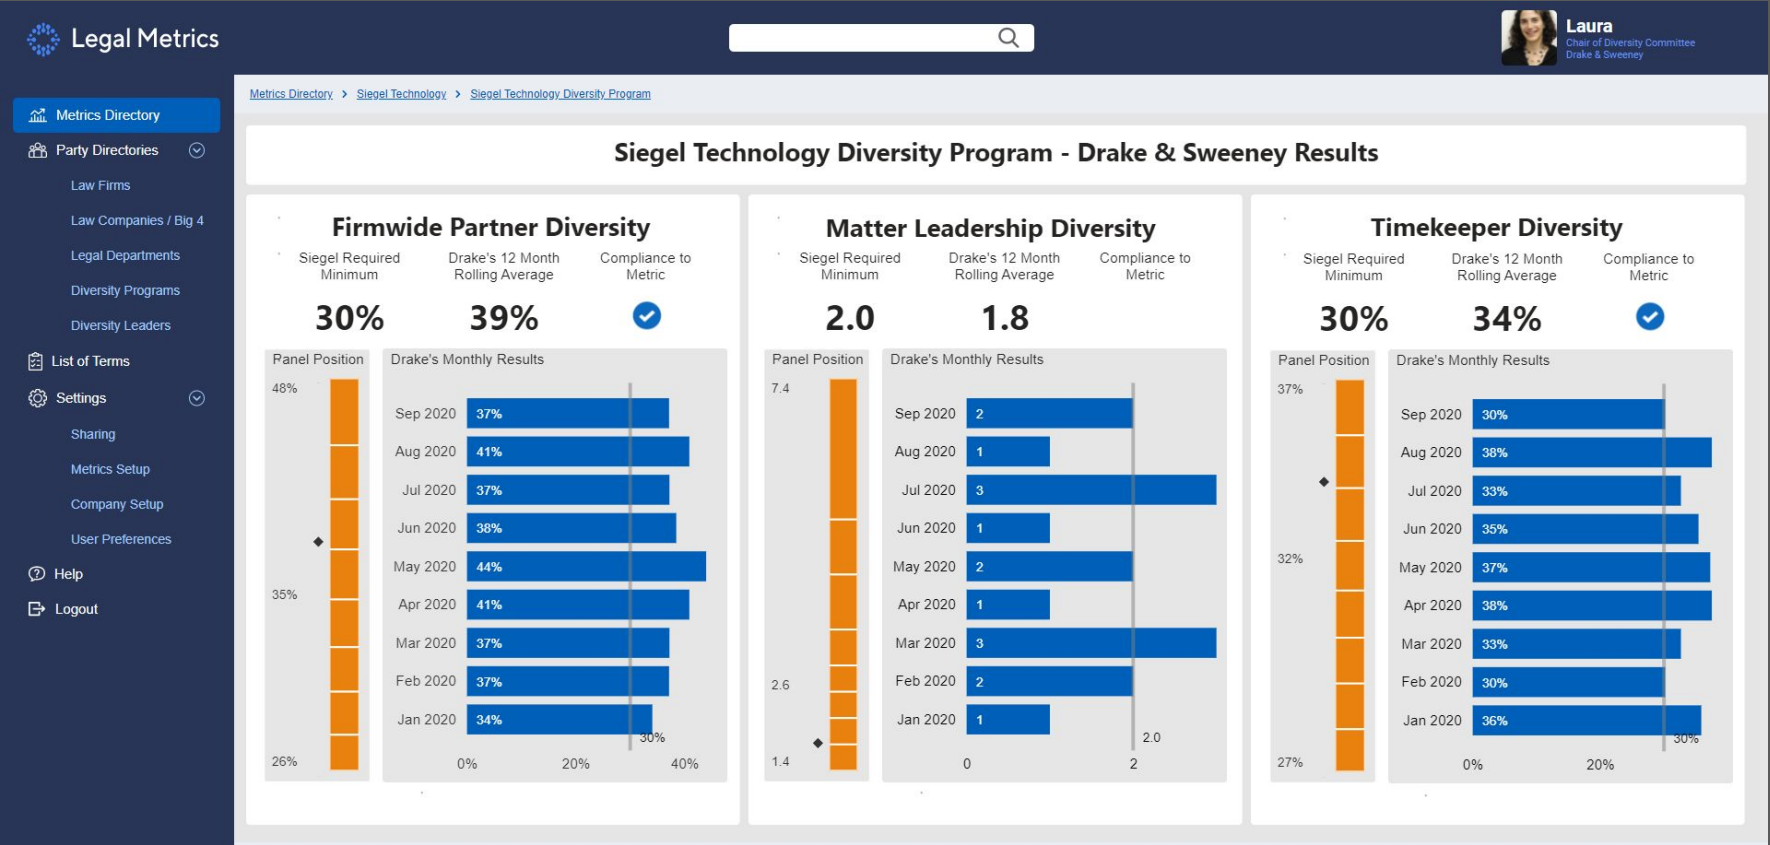 Legal Metrics
Laura
Chair of Diversity Committee
Drake & Sweeney
Metrics Directory
Party Directories
Law Firms
Law Companies / Big 4
Legal Departments
Diversity Programs
Diversity Leaders
List of Terms
Settings
Sharing
Metrics Setup
Company Setup
User Preferences
Help
Logout
Metrics Directory > Siegel Technology > Siegel Technology Diversity Program
Siegel Technology Diversity Program - Drake & Sweeney Results
Firmwide Partner Diversity
Siegel Required Minimum
Drake's 12 Month Rolling Average
Compliance to Metric
30%
39%
Panel Position
48%
35%
26%
Drake's Monthly Results
Sep 2020 37%
Aug 2020 41%
Jul 2020 37%
Jun 2020 38%
May 2020 44%
Apr 2020 41%
Mar 2020 37%
Feb 2020 37%
Jan 2020 34%
30%
0% 20% 40%
Matter Leadership Diversity
Siegel Required Minimum
Drake's 12 Month Rolling Average
Compliance to Metric
2.0
1.8
Panel Position
7.4
2.6
1.4
Drake's Monthly Results
Sep 2020 2
Aug 2020 1
Jul 2020 3
Jun 2020 1
May 2020 2
Apr 2020 1
Mar 2020 3
Feb 2020 2
Jan 2020 1
2.0
0 2
Timekeeper Diversity
Siegel Required Minimum
Drake's 12 Month Rolling Average
Compliance to Metric
30%
34%
Panel Position
37%
32%
27%
Drake's Monthly Results
Sep 2020 30%
Aug 2020 38%
Jul 2020 33%
Jun 2020 35%
May 2020 37%
Apr 2020 38%
Mar 2020 33%
Feb 2020 30%
Jan 2020 36%
30%
0% 20%